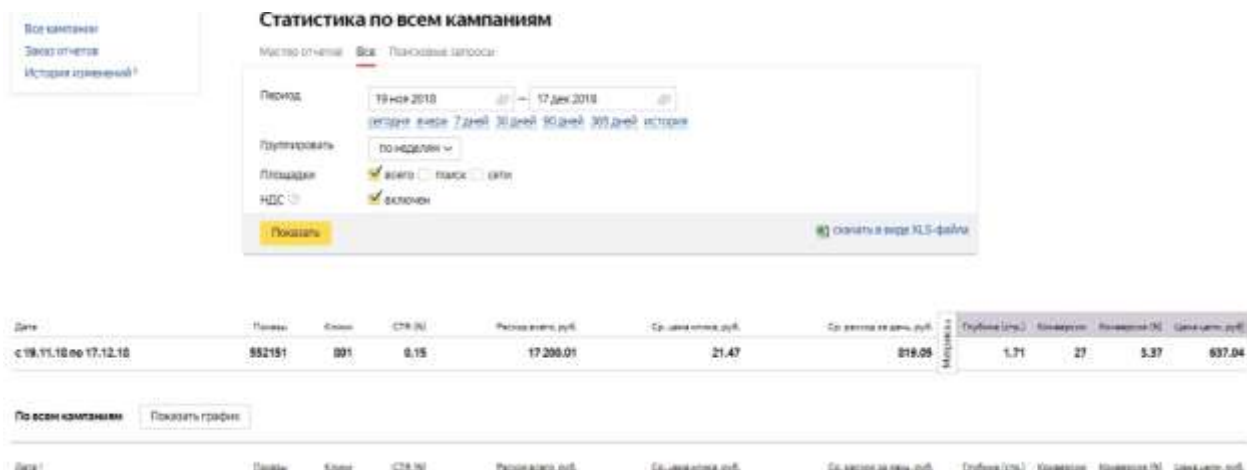 Статистика по всем кампаниям
Все кампании
Заказ отчетов
История изменений
Мастер отчетов Все Поисковые запросы
Период 19 ноя 2018 — 17 дек 2018
сегодня вчера 7 дней 30 дней 90 дней 365 дней история
Группировать по неделям
Площадки всего поиск сети
НДС включен
Показать скачать в виде XLS-файла
Дата Показы Клики CTR (%) Расход всего, руб. Ср. цена клика, руб. Ср. расход за день, руб. Метрика Глубина (стр.) Конверсии Конверсия (%) Цена цели, руб.
с 19.11.18 по 17.12.18 552151 801 0.15 17 200.01 21.47 819.05 1.71 27 5.37 637.04
По всем кампаниям Показать график
Дата Показы Клики CTR (%) Расход всего, руб. Ср. цена клика, руб. Ср. расход за день, руб. Глубина (стр.) Конверсии Конверсия (%) Цена цели, руб.